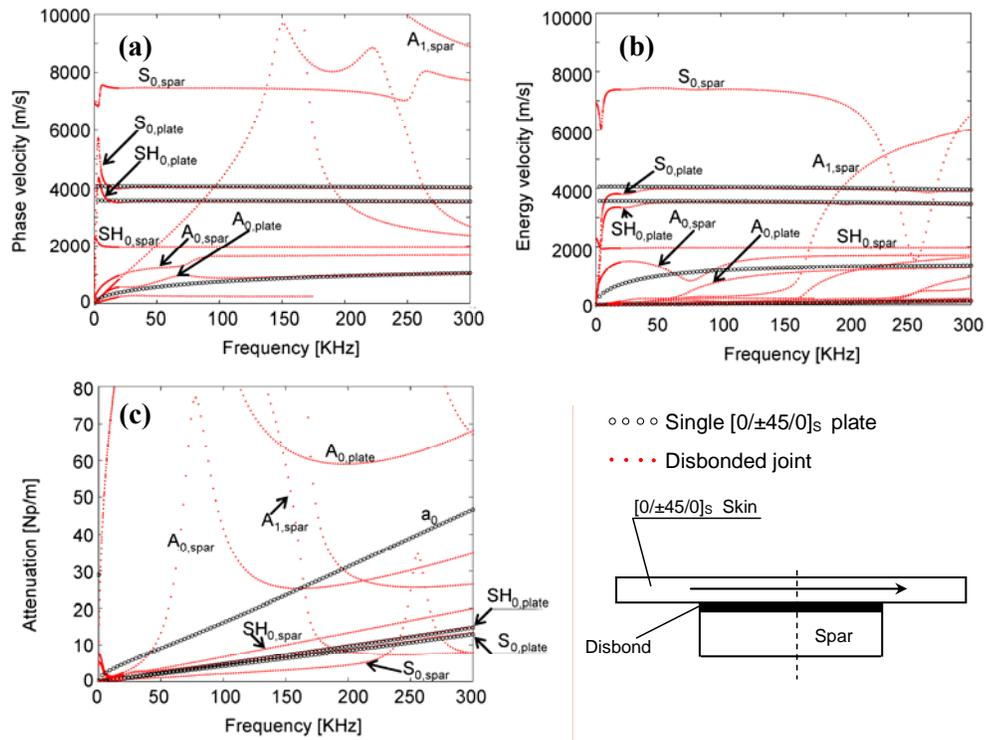 (a)
Phase velocity [m/s]
10000
8000
6000
4000
2000
0
A1,spar
S0,spar
S0,plate
SH0,plate
SH0,spar
A0,spar
A0,plate
0 50 100 150 200 250 300
Frequency [KHz]
(b)
Energy velocity [m/s]
10000
8000
6000
4000
2000
0
S0,spar
A1,spar
S0,plate
SH0,plate
A0,spar
A0,plate
SH0,spar
0 50 100 150 200 250 300
Frequency [KHz]
(c)
Attenuation [Np/m]
80
70
60
50
40
30
20
10
0
A0,plate
A1,spar
a0
A0,spar
SH0,spar
SH0,plate
S0,plate
S0,spar
0 50 100 150 200 250 300
Frequency [KHz]
Single [0/±45/0]S plate
Disbonded joint
[0/±45/0]S Skin
Disbond
Spar